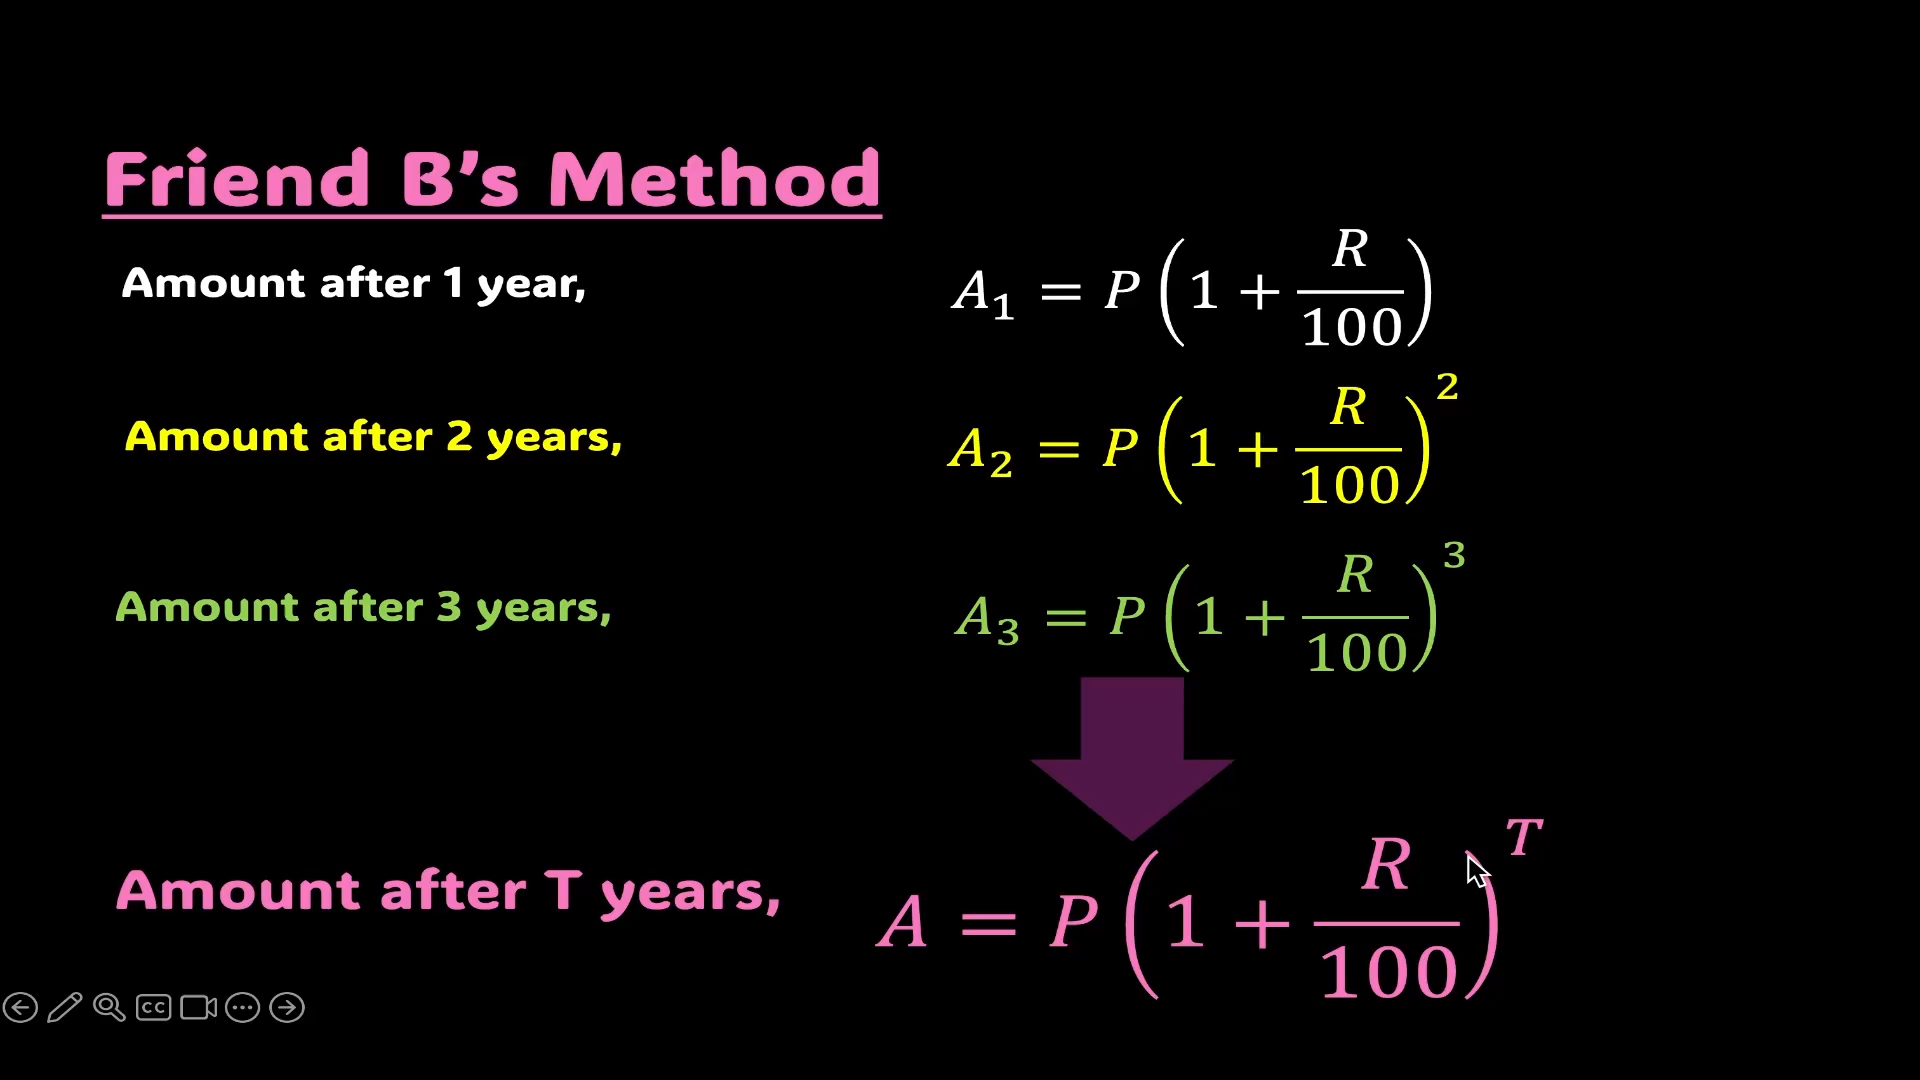 Friend B’s Method
Amount after 1 year, A₁ = P(1 + R/100)
Amount after 2 years, A₂ = P(1 + R/100)²
Amount after 3 years, A₃ = P(1 + R/100)³
Amount after T years, A = P(1 + R/100)ᵀ
CC